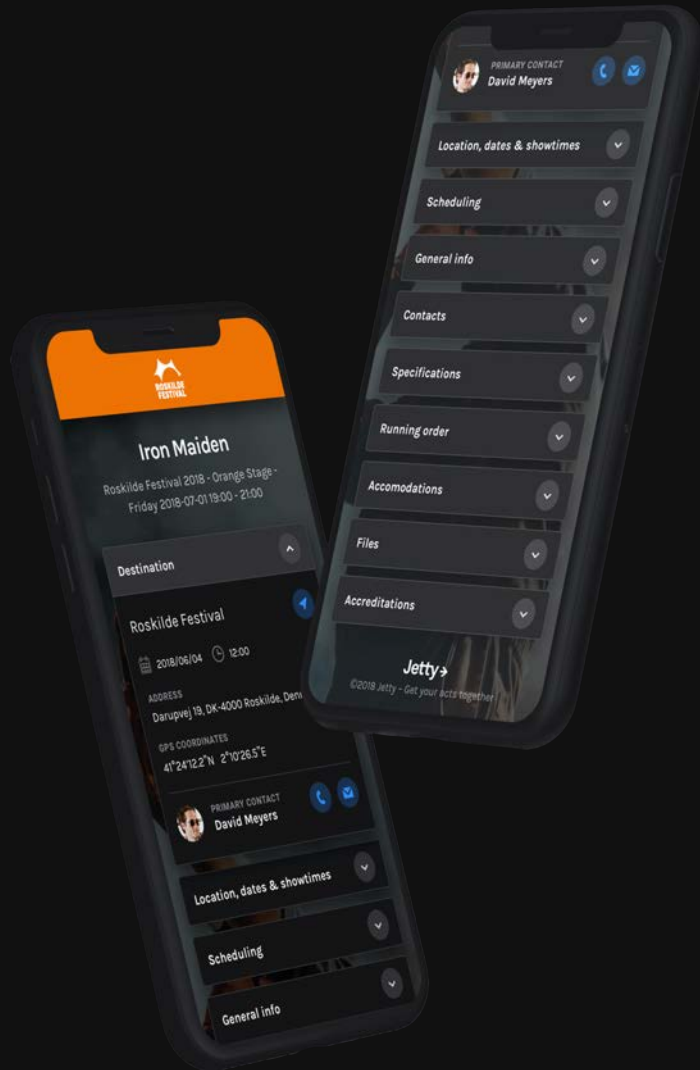 ROSKILDE
FESTIVAL
Iron Maiden
Roskilde Festival 2018 - Orange Stage -
Friday 2018-07-01 19:00 - 21:00
Destination
Roskilde Festival
2018/06/04 12:00
ADDRESS
Darupvej 19, DK-4000 Roskilde,
GPS COORDINATES
41°24'12.2"N 2°10'26.5"E
PRIMARY CONTACT
David Meyers
Location, dates & showtimes
Scheduling
General info
PRIMARY CONTACT
David Meyers
Location, dates & showtimes
Scheduling
General info
Contacts
Specifications
Running order
Accomodations
Files
Accreditations
Jetty→
©2018 Jetty - Get your acts together